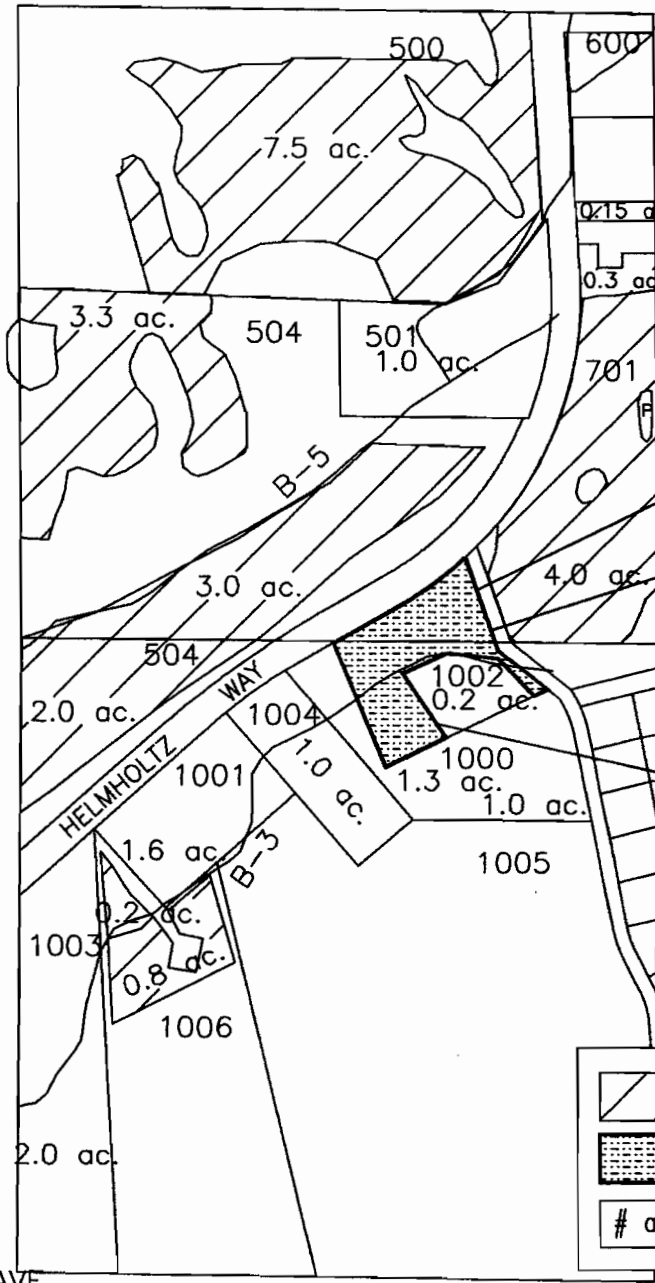 500
600
7.5 ac.
0.15 a
0.3 ac
3.3 ac.
504
501
1.0 ac.
701
P
B-5
3.0 ac.
4.0 ac.
504
WAY
1002
0.2 ac.
2.0 ac.
1004
HELMHOLTZ
1001
1.0 ac.
1000
1.3 ac.
1.0 ac.
1.6 ac.
B-3
1005
0.2 ac.
1003
0.8 ac.
1006
2.0 ac.
# a
AVE